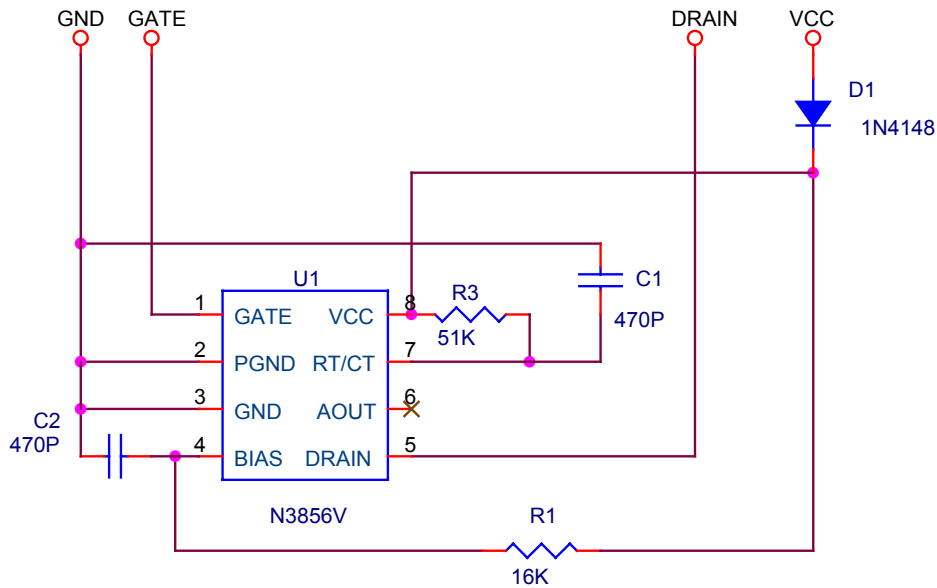 GND GATE DRAIN VCC
D1
1N4148
U1
C1
R3
470P
51K
1 GATE VCC 8
2 PGND RT/CT 7
3 GND AOUT 6
4 BIAS DRAIN 5
C2
470P
N3856V
R1
16K